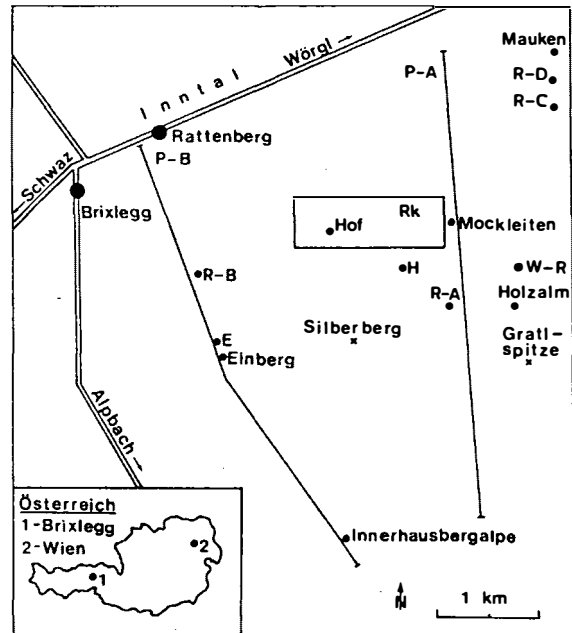 Mauken
R-D
R-C
Wörgl
Inntal
P-A
Rattenberg
P-B
Schwaz
Brixlegg
Rk
Hof
Mockleiten
R-B
H
W-R
R-A
Holzalm
Silberberg
Gratl-
spitze
E
Einberg
Alpbach
Österreich
1-Brixlegg
2-Wien
2
1
Innerhausbergalpe
N
1 km